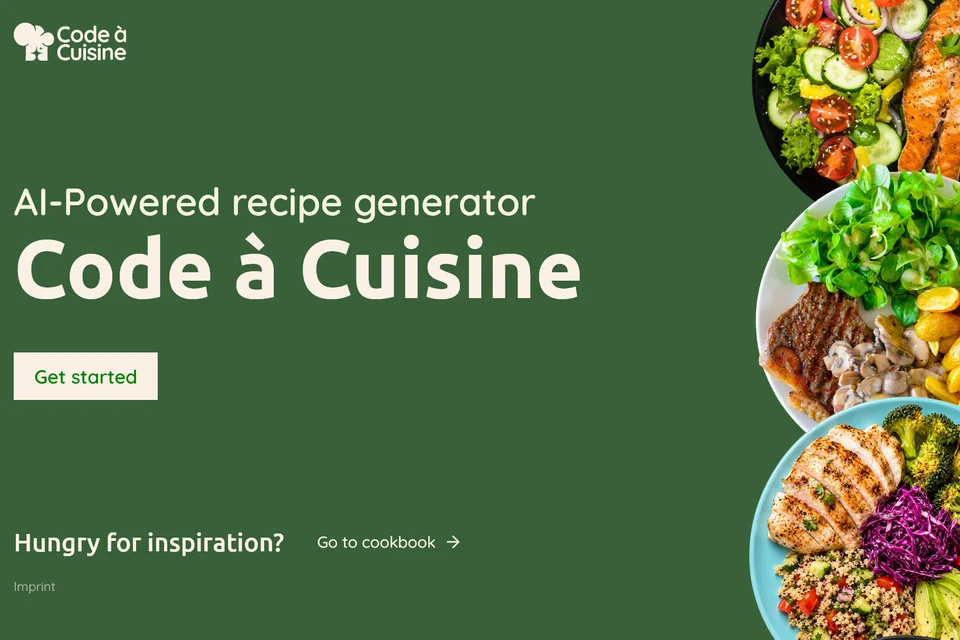 Code à
Cuisine
AI-Powered recipe generator
Code à Cuisine
Get started
Hungry for inspiration?
Go to cookbook →
Imprint